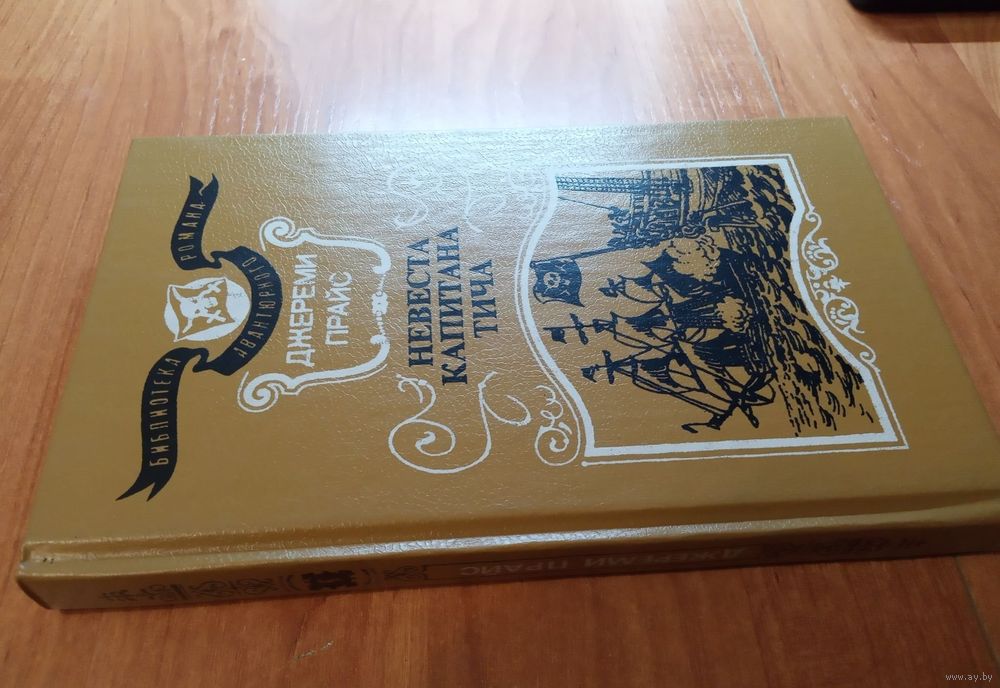 БИБЛИОТЕКА АВАНТЮРНОГО РОМАНА
ДЖЕРЕМИ
ПРАЙС
НЕВЕСТА
КАПИТАНА
ТИЧА
ДЖЕРЕМИ ПРАЙС
www.ay.by